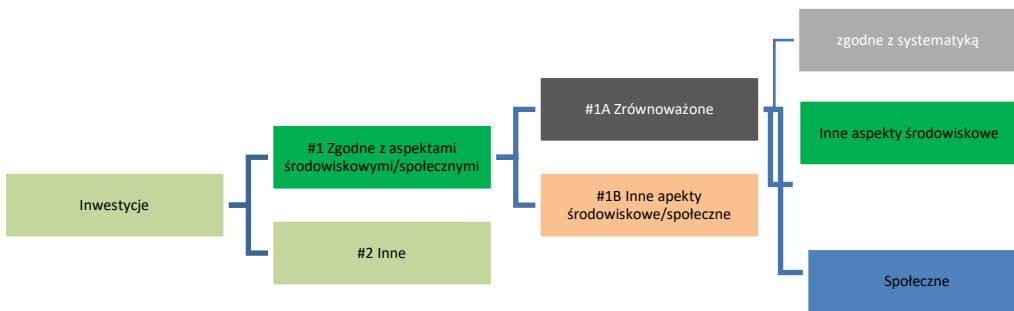 Inwestycje
#1 Zgodne z aspektami
środowiskowymi/społecznymi
#2 Inne
#1A Zrównoważone
#1B Inne apekty
środowiskowe/społeczne
zgodne z systematyką
Inne aspekty środowiskowe
Społeczne